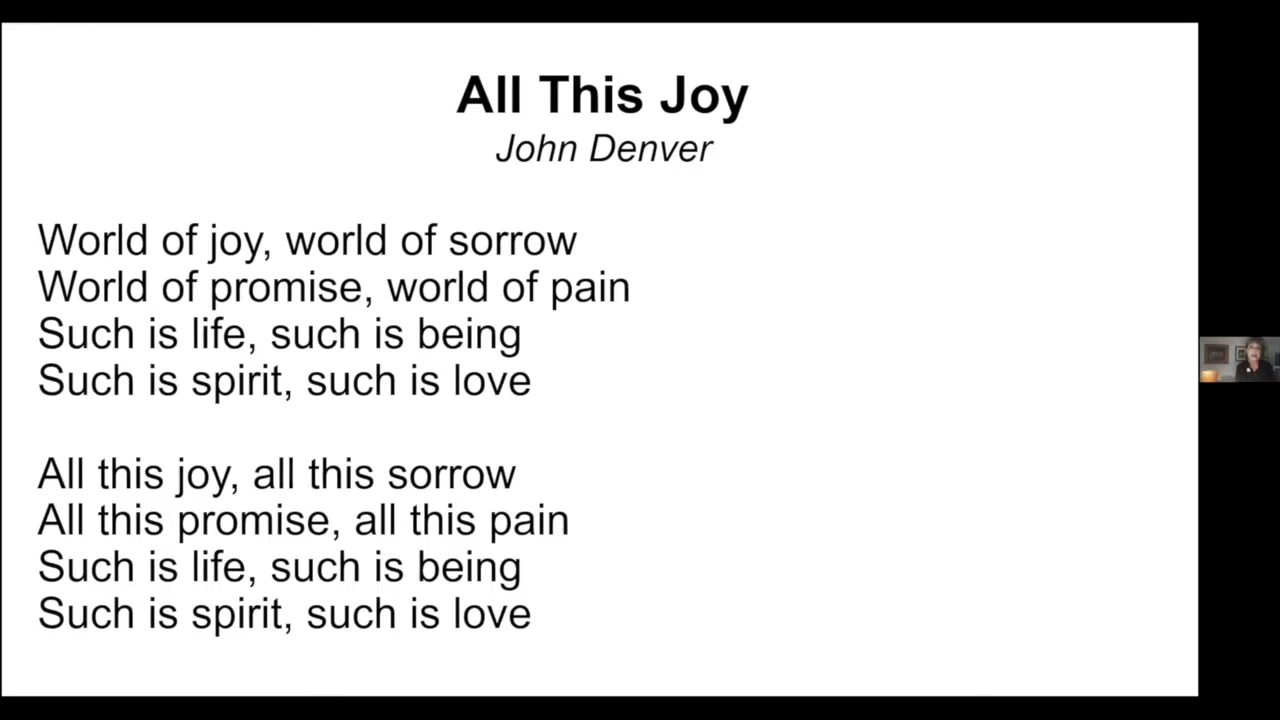 All This Joy
John Denver
World of joy, world of sorrow
World of promise, world of pain
Such is life, such is being
Such is spirit, such is love
All this joy, all this sorrow
All this promise, all this pain
Such is life, such is being
Such is spirit, such is love